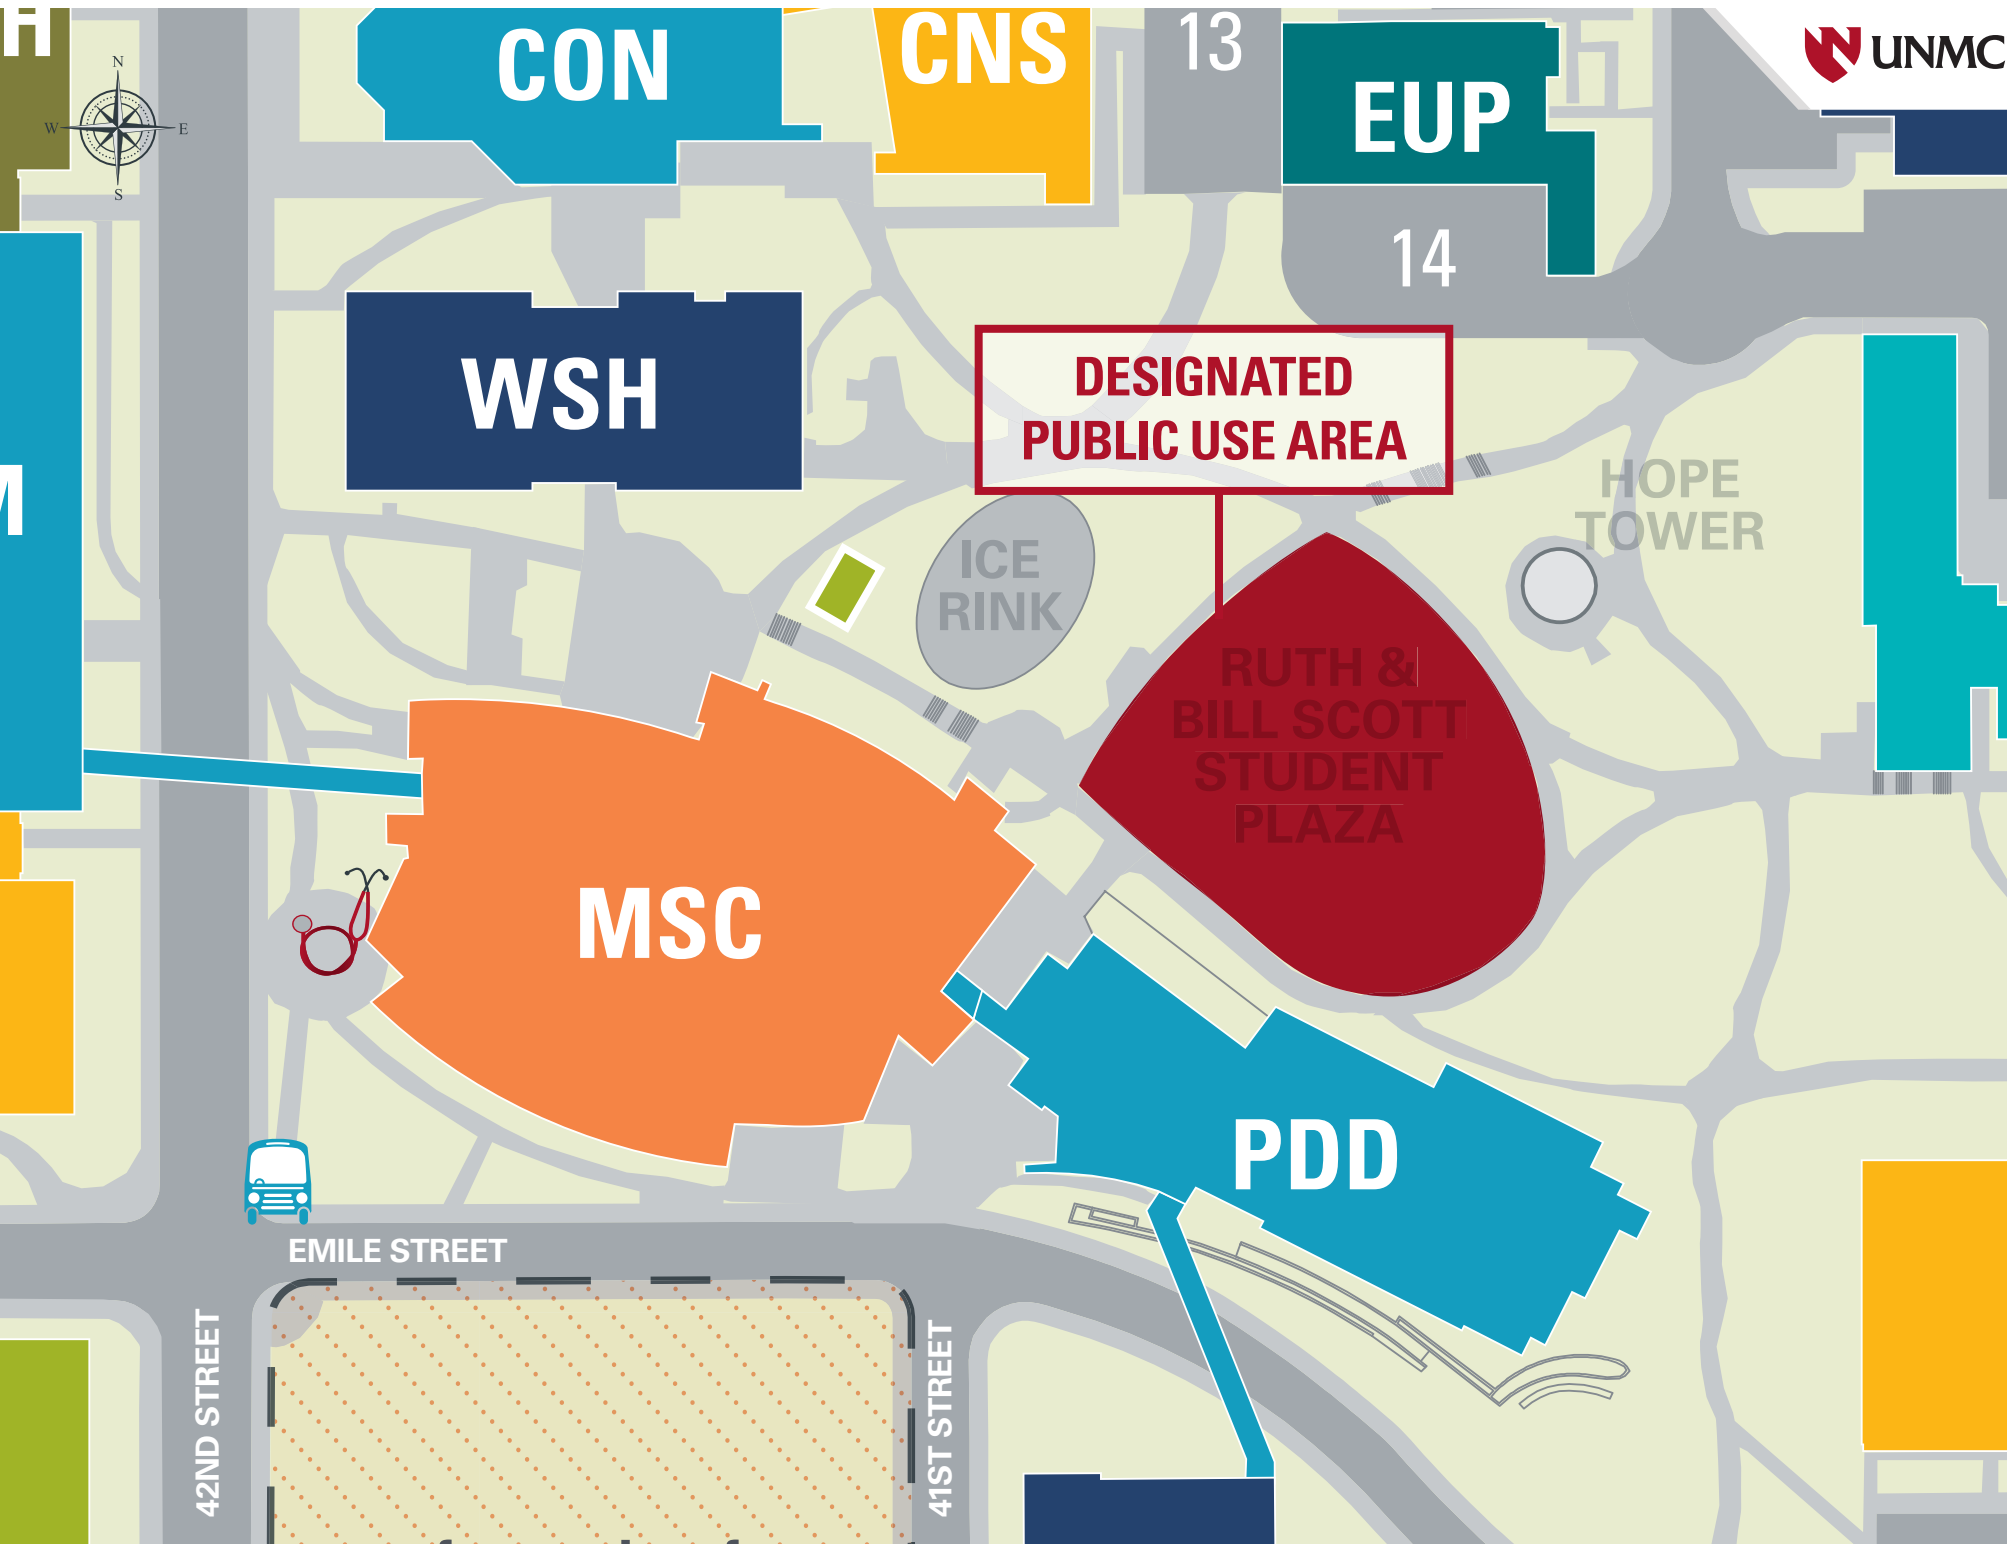 H
CON
CNS
13
EUP
UNMC
N
W
E
S
14
WSH
DESIGNATED
PUBLIC USE AREA
HOPE
TOWER
ICE
RINK
RUTH &
BILL SCOTT
STUDENT
PLAZA
MSC
PDD
EMILE STREET
42ND STREET
41ST STREET